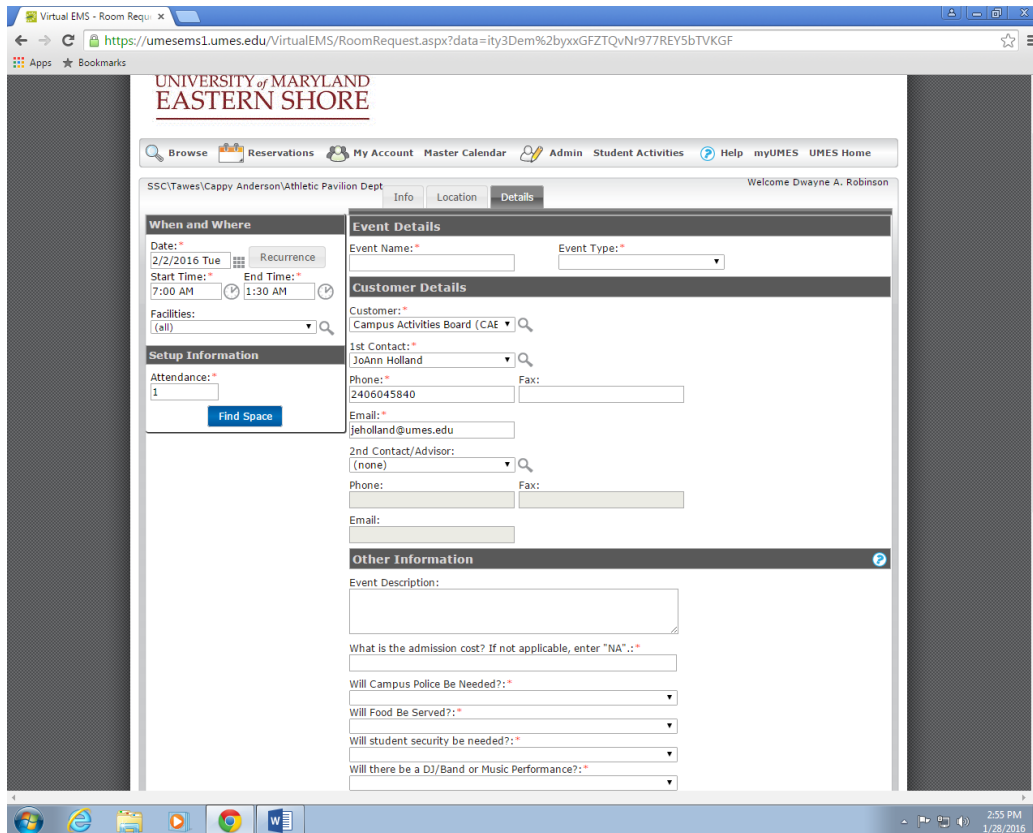 Virtual EMS - Room Requ
https://umesems1.umes.edu/VirtualEMS/RoomRequest.aspx?data=ity3Dem%2byxxGFZTQvNr977REY5bTVKGF
Apps Bookmarks
UNIVERSITY of MARYLAND
EASTERN SHORE
Browse Reservations My Account Master Calendar Admin Student Activities Help myUMES UMES Home
SSC\Tawes\Cappy Anderson\Athletic Pavilion Dept
Welcome Dwayne A. Robinson
Info Location Details
When and Where
Date:*
2/2/2016 Tue Recurrence
Start Time:* End Time:*
7:00 AM 1:30 AM
Facilities:
(all)
Setup Information
Attendance:*
1
Find Space
Event Details
Event Name:* Event Type:*
Customer Details
Customer:*
Campus Activities Board (CAE
1st Contact:*
JoAnn Holland
Phone:* Fax:
2406045840
Email:*
jeholland@umes.edu
2nd Contact/Advisor:
(none)
Phone: Fax:
Email:
Other Information
Event Description:
What is the admission cost? If not applicable, enter "NA".:*
Will Campus Police Be Needed?:*
Will Food Be Served?:*
Will student security be needed?:*
Will there be a DJ/Band or Music Performance?:*
2:55 PM
1/28/2016